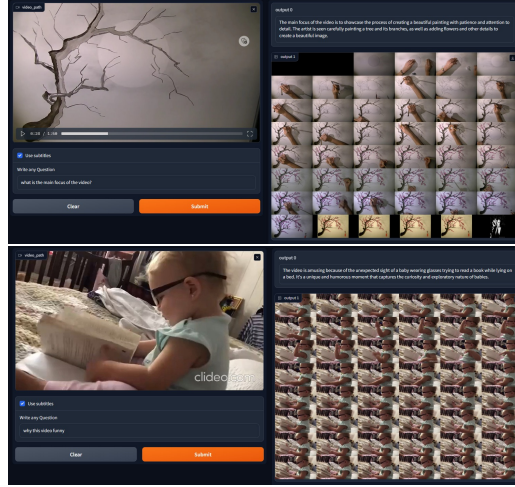 video_path
0:28 / 1:50
Use subtitles
Write any Question
what is the main focus of the video?
Clear
Submit
output 0
The main focus of the video is to showcase the process of creating a beautiful painting with patience and attention to
detail. The artist is seen carefully painting a tree and its branches, as well as adding flowers and other details to
create a beautiful image.
output 1
video_path
clideo.com
Use subtitles
Write any Question
why this video funny
Clear
Submit
output 0
The video is amusing because of the unexpected sight of a baby wearing glasses trying to read a book while lying on
a bed. It's a unique and humorous moment that captures the curiosity and exploratory nature of babies.
output 1